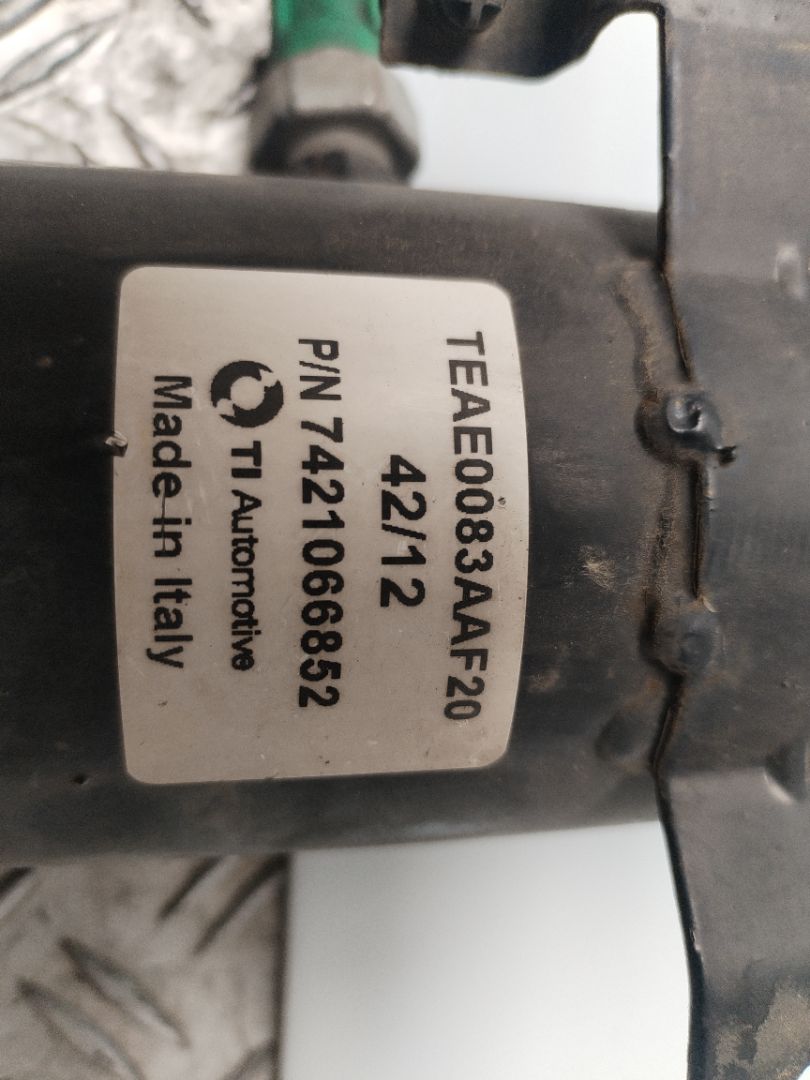 TEAE0083AAF20
42/12
P/N 7421066852
TI Automotive
Made in Italy